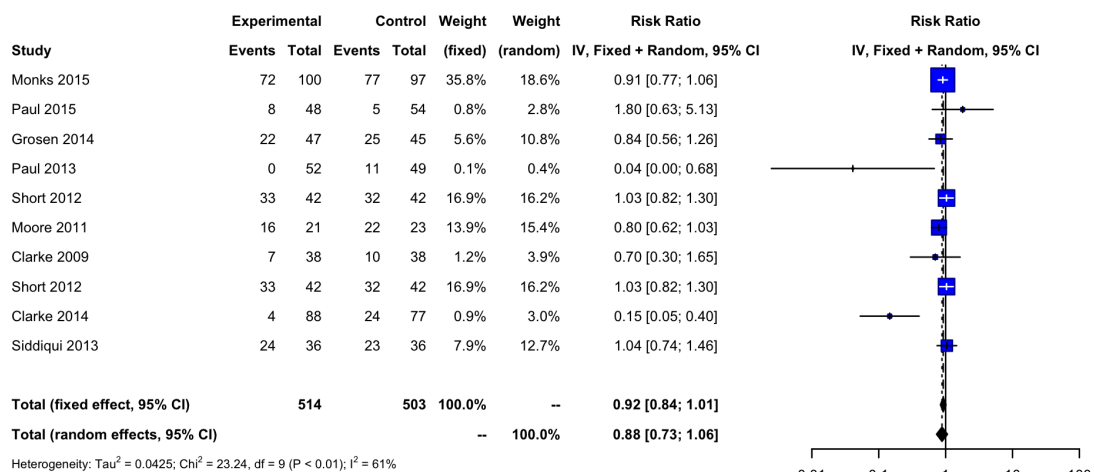 Experimental Control Weight Weight Risk Ratio Risk Ratio
Study Events Total Events Total (fixed) (random) IV, Fixed + Random, 95% CI IV, Fixed + Random, 95% CI
Monks 2015 72 100 77 97 35.8% 18.6% 0.91 [0.77; 1.06]
Paul 2015 8 48 5 54 0.8% 2.8% 1.80 [0.63; 5.13]
Grosen 2014 22 47 25 45 5.6% 10.8% 0.84 [0.56; 1.26]
Paul 2013 0 52 11 49 0.1% 0.4% 0.04 [0.00; 0.68]
Short 2012 33 42 32 42 16.9% 16.2% 1.03 [0.82; 1.30]
Moore 2011 16 21 22 23 13.9% 15.4% 0.80 [0.62; 1.03]
Clarke 2009 7 38 10 38 1.2% 3.9% 0.70 [0.30; 1.65]
Short 2012 33 42 32 42 16.9% 16.2% 1.03 [0.82; 1.30]
Clarke 2014 4 88 24 77 0.9% 3.0% 0.15 [0.05; 0.40]
Siddiqui 2013 24 36 23 36 7.9% 12.7% 1.04 [0.74; 1.46]
Total (fixed effect, 95% CI) 514 503 100.0% -- 0.92 [0.84; 1.01]
Total (random effects, 95% CI) -- 100.0% 0.88 [0.73; 1.06]
Heterogeneity: Tau² = 0.0425; Chi² = 23.24, df = 9 (P < 0.01); I² = 61%
0.01 0.1 1 10 100